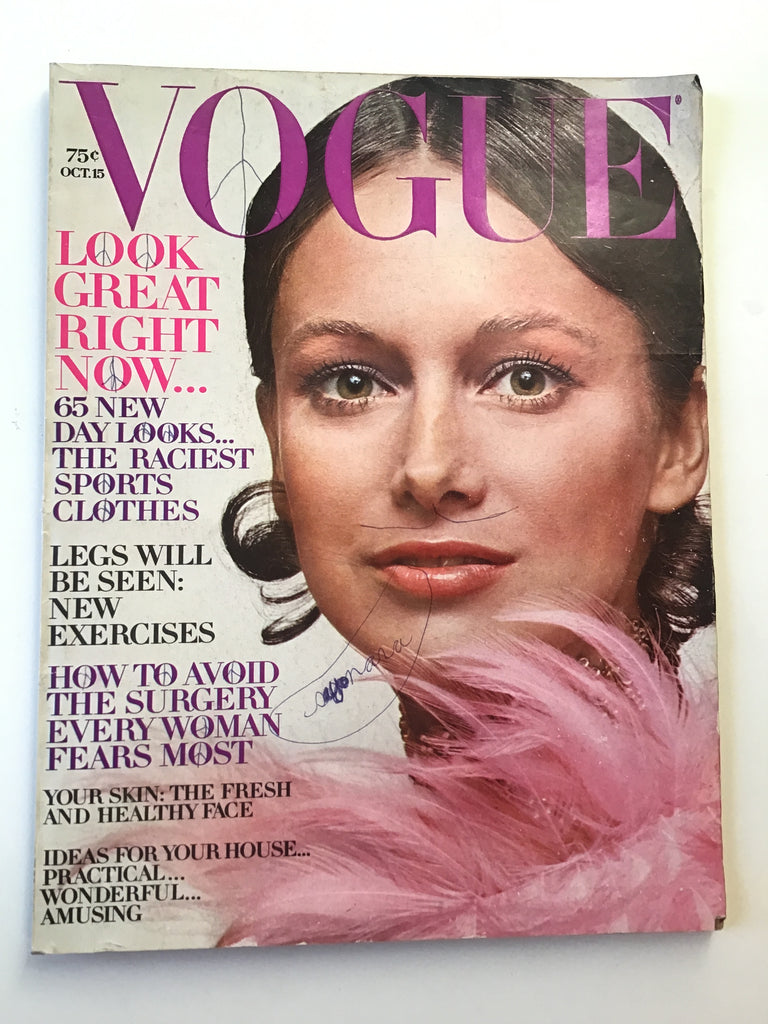 VOGUE
75¢
OCT. 15
LOOK
GREAT
RIGHT
NOW...
65 NEW
DAY LOOKS...
THE RACIEST
SPORTS
CLOTHES
LEGS WILL
BE SEEN:
NEW
EXERCISES
HOW TO AVOID
THE SURGERY
EVERY WOMAN
FEARS MOST
YOUR SKIN: THE FRESH
AND HEALTHY FACE
IDEAS FOR YOUR HOUSE...
PRACTICAL...
WONDERFUL...
AMUSING